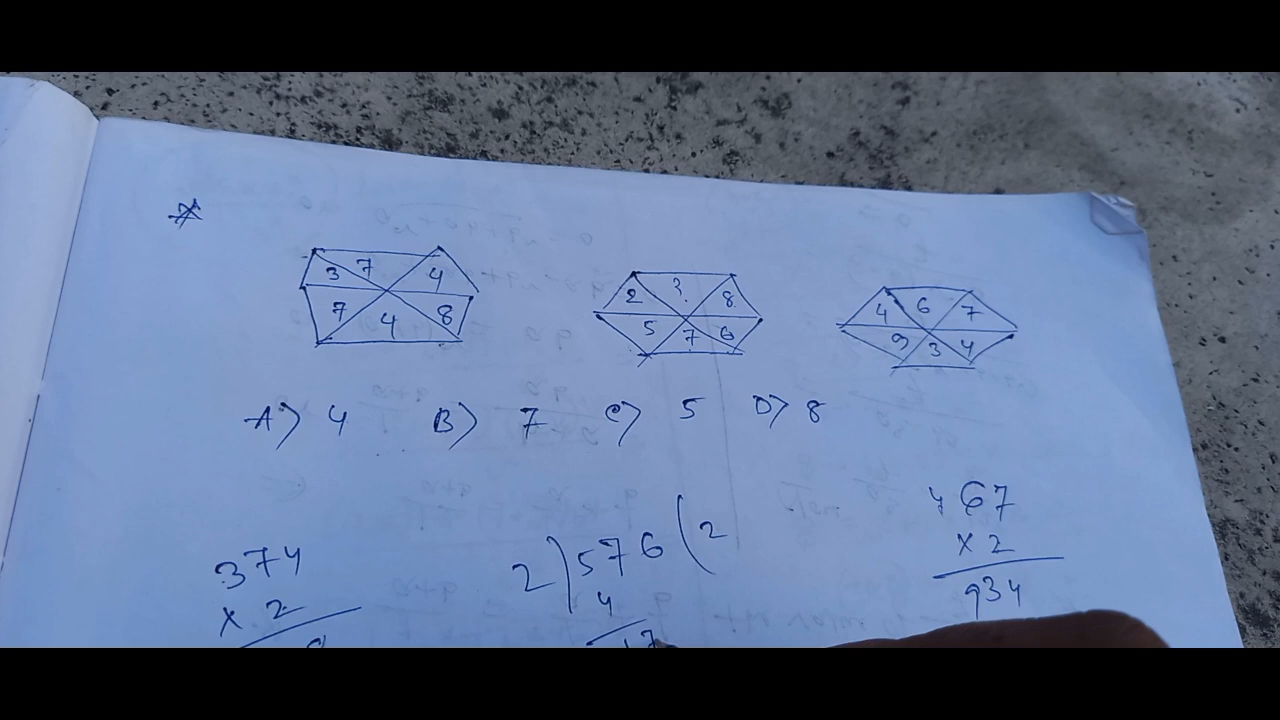 3 7 4 2 ? 8 4 6 7
7 4 8 5 7 6 9 3 4
A) 4 B) 7 C) 5 D) 8
374
× 2
2)576(2
4
17
467
× 2
934